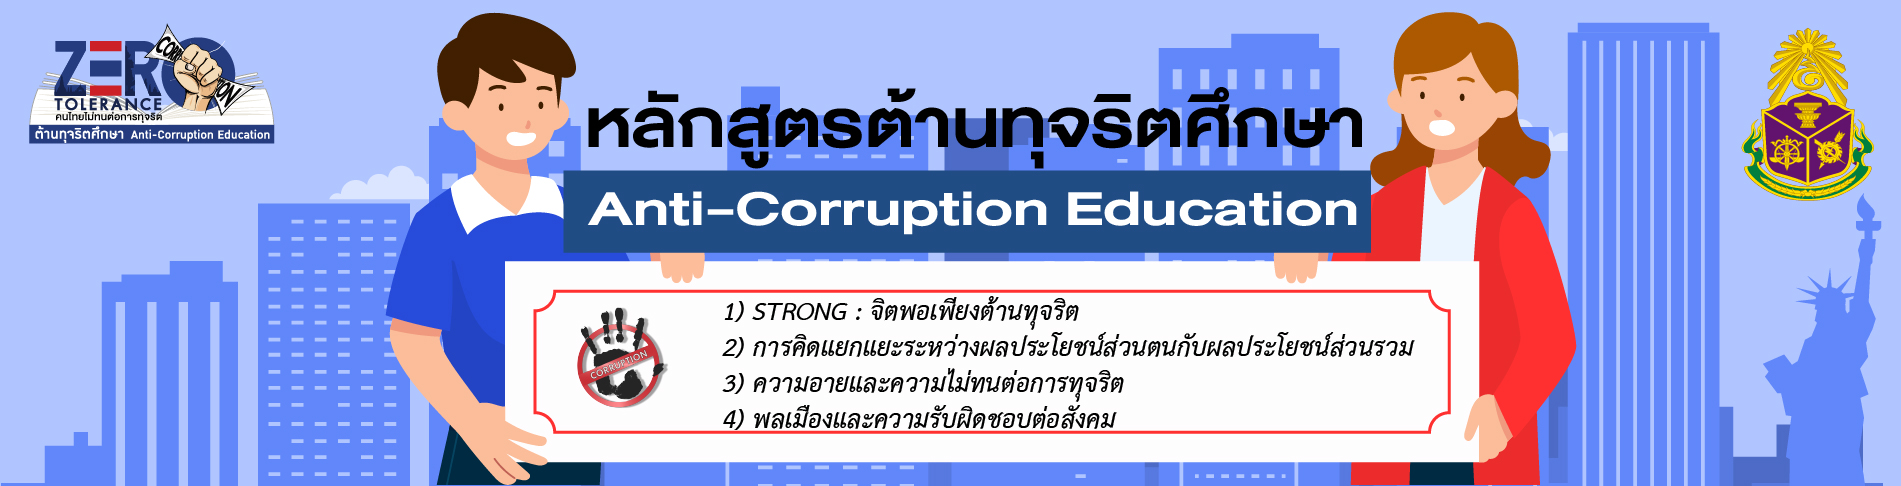 ZERO
CORRUPTION
TOLERANCE
คนไทยไม่ทนต่อการทุจริต
ต้านทุจริตศึกษา Anti-Corruption Education
หลักสูตรต้านทุจริตศึกษา
Anti-Corruption Education
CORRUPTION
1) STRONG : จิตพอเพียงต้านทุจริต
2) การคิดแยกแยะระหว่างผลประโยชน์ส่วนตนกับผลประโยชน์ส่วนรวม
3) ความอายและความไม่ทนต่อการทุจริต
4) พลเมืองและความรับผิดชอบต่อสังคม